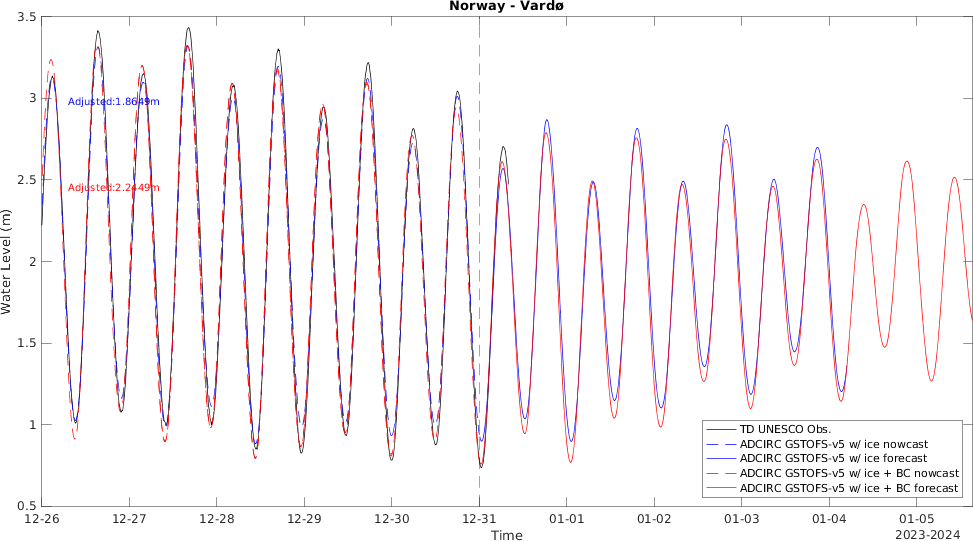 Norway - Vardø
3.5
3
2.5
2
1.5
1
0.5
Water Level (m)
Adjusted:1.8649m
Adjusted:2.2449m
TD UNESCO Obs.
ADCIRC GSTOFS-v5 w/ ice nowcast
ADCIRC GSTOFS-v5 w/ ice forecast
ADCIRC GSTOFS-v5 w/ ice + BC nowcast
ADCIRC GSTOFS-v5 w/ ice + BC forecast
12-26 12-27 12-28 12-29 12-30 12-31 01-01 01-02 01-03 01-04 01-05
Time
2023-2024